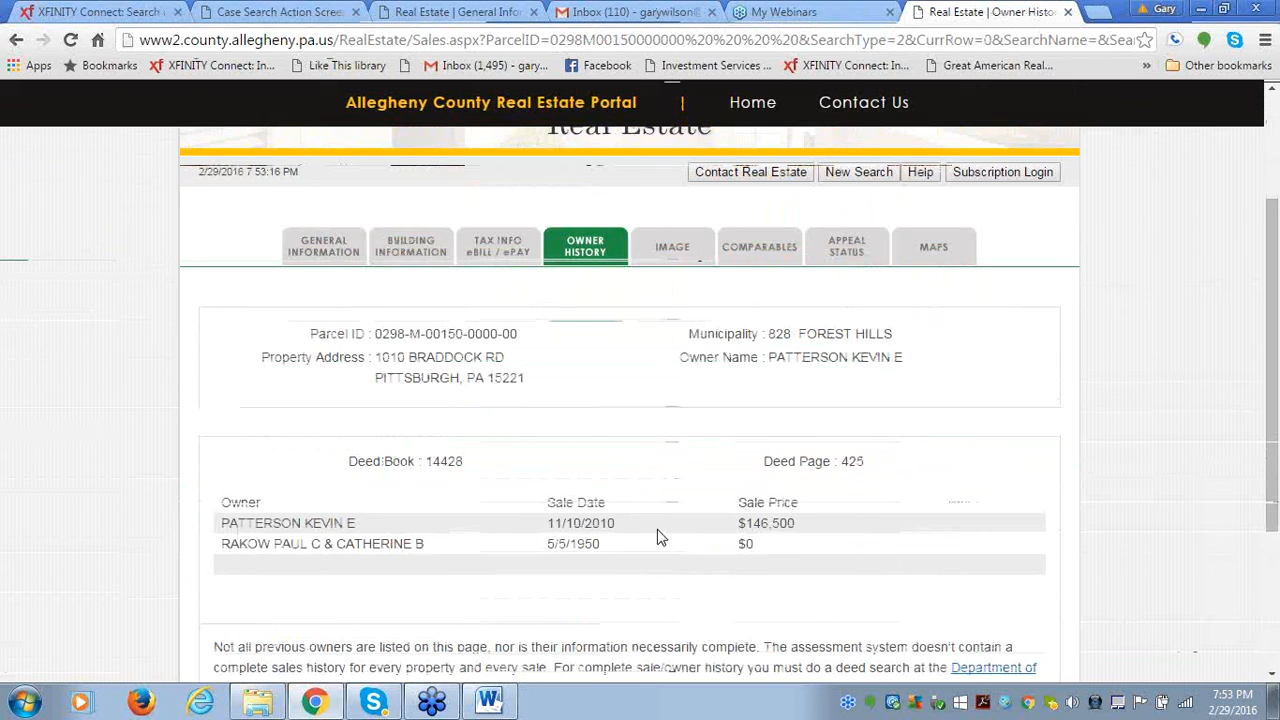 XFINITY Connect: Search
Case Search Action Scree
Real Estate | General Info
Inbox (110) - garywilson@
My Webinars
Real Estate | Owner Histo
Gary
www2.county.allegheny.pa.us/RealEstate/Sales.aspx?ParcelID=0298M00150000000%20%20%20%20&SearchType=2&CurrRow=0&SearchName=&Sea
Apps
Bookmarks
XFINITY Connect: In...
Like This library
Inbox (1,495) - gary...
Facebook
Investment Services ...
XFINITY Connect: In...
Great American Real...
» Other bookmarks
Allegheny County Real Estate Portal | Home Contact Us
Real Estate
2/29/2016 7 53:16 PM
Contact Real Estate New Search Help Subscription Login
GENERAL INFORMATION
BUILDING INFORMATION
TAX INFO eBILL / ePAY
OWNER HISTORY
IMAGE
COMPARABLES
APPEAL STATUS
MAPS
Parcel ID : 0298-M-00150-0000-00 Municipality : 828 FOREST HILLS
Property Address : 1010 BRADDOCK RD Owner Name : PATTERSON KEVIN E
PITTSBURGH, PA 15221
Deed Book : 14428 Deed Page : 425
Owner Sale Date Sale Price
PATTERSON KEVIN E 11/10/2010 $146,500
RAKOW PAUL C & CATHERINE B 5/5/1950 $0
Not all previous owners are listed on this page, nor is their information necessarily complete. The assessment system doesn't contain a
complete sales history for every property and every sale. For complete sale/owner history you must do a deed search at the Department of
7:53 PM
2/29/2016